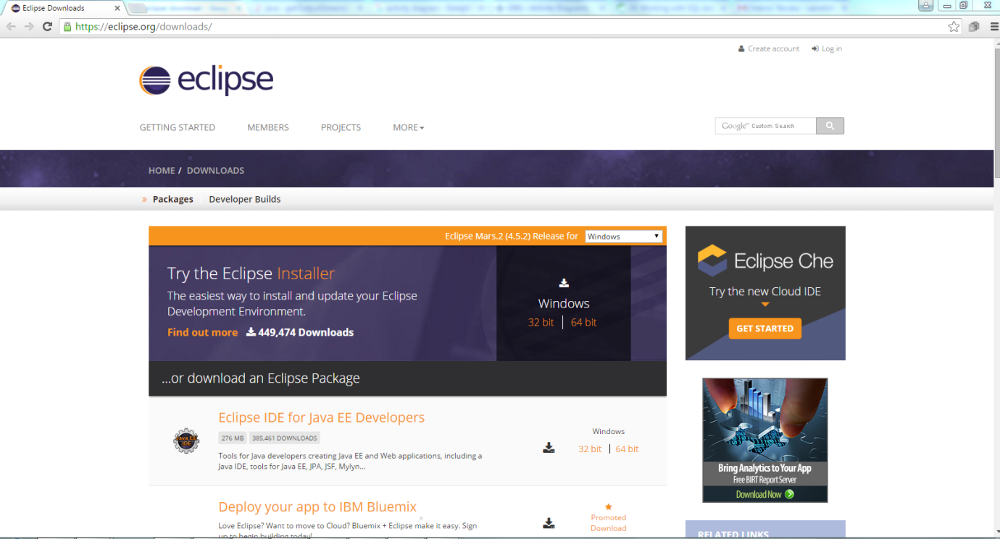 Eclipse Downloads
https://eclipse.org/downloads/
Create account Log in
eclipse
GETTING STARTED MEMBERS PROJECTS MORE
Google™ Custom Search
HOME / DOWNLOADS
» Packages Developer Builds
Eclipse Mars.2 (4.5.2) Release for Windows
Try the Eclipse Installer
The easiest way to install and update your Eclipse
Development Environment.
Find out more 449,474 Downloads
Windows
32 bit | 64 bit
...or download an Eclipse Package
Eclipse IDE for Java EE Developers
276 MB 385,461 DOWNLOADS
Tools for Java developers creating Java EE and Web applications, including a
Java IDE, tools for Java EE, JPA, JSF, Mylyn...
Java EE
IDE
Windows
32 bit | 64 bit
Deploy your app to IBM Bluemix
Love Eclipse? Want to move to Cloud? Bluemix + Eclipse make it easy. Sign
up to begin building today!
Promoted
Download
Eclipse Che
Try the new Cloud IDE
GET STARTED
Bring Analytics to Your App
Free BIRT Report Server
Download Now
RELATED LINKS